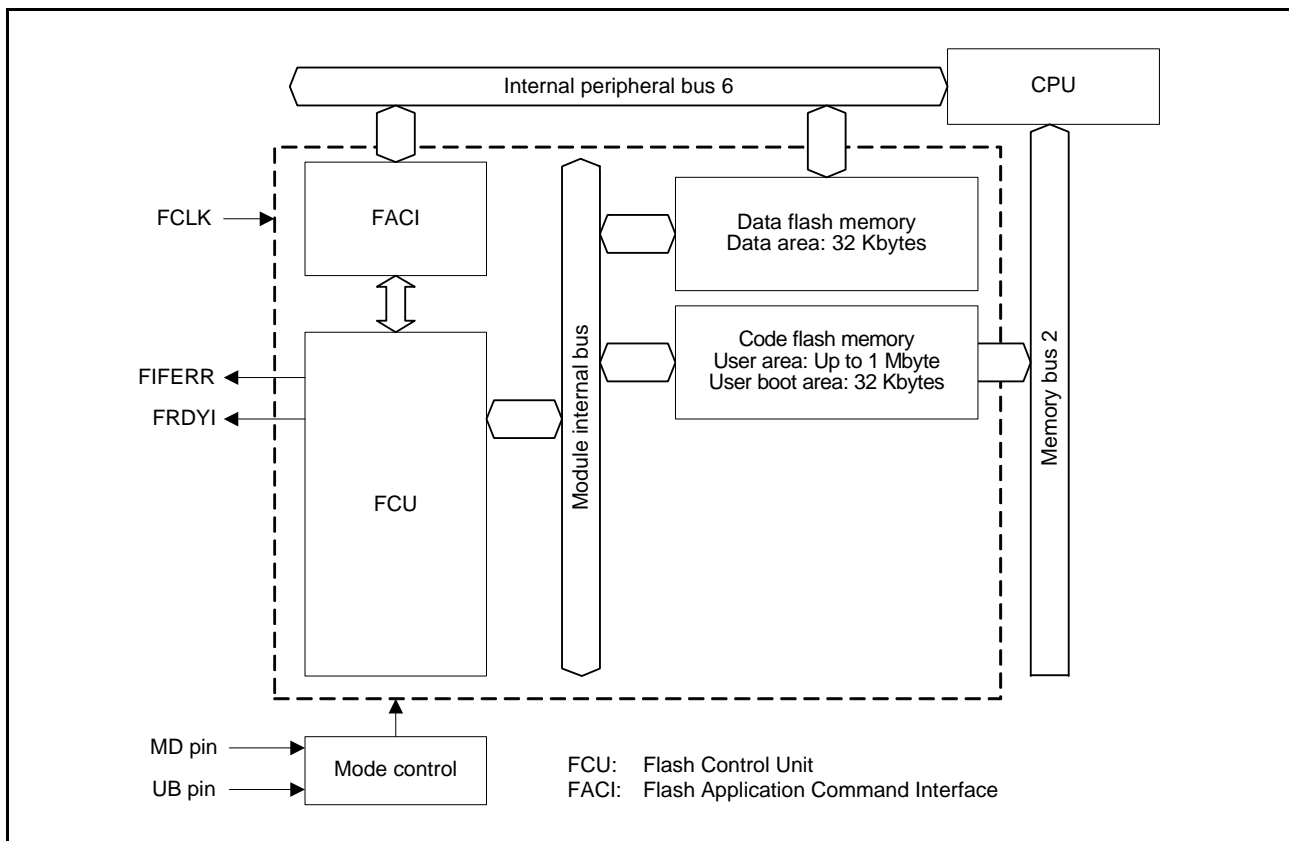 Internal peripheral bus 6
CPU
FCLK
FACI
Data flash memory
Data area: 32 Kbytes
Module internal bus
Code flash memory
User area: Up to 1 Mbyte
User boot area: 32 Kbytes
Memory bus 2
FIFERR
FRDYI
FCU
MD pin
UB pin
Mode control
FCU: Flash Control Unit
FACI: Flash Application Command Interface